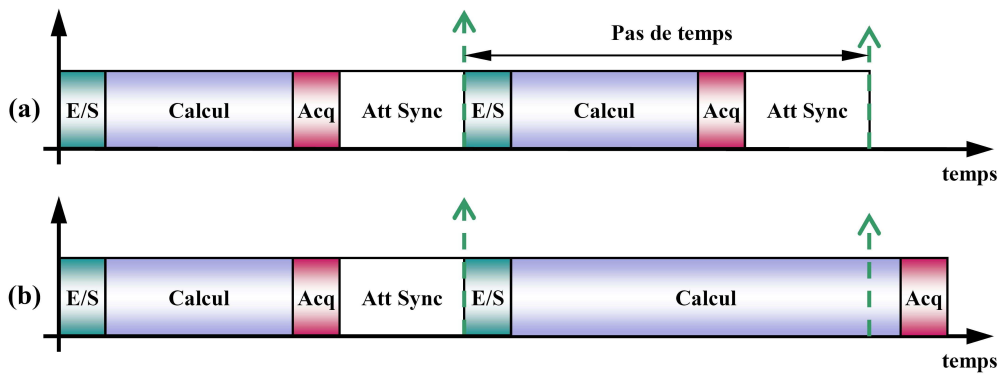 Pas de temps
(a) E/S Calcul Acq Att Sync E/S Calcul Acq Att Sync
temps
(b) E/S Calcul Acq Att Sync E/S Calcul Acq
temps